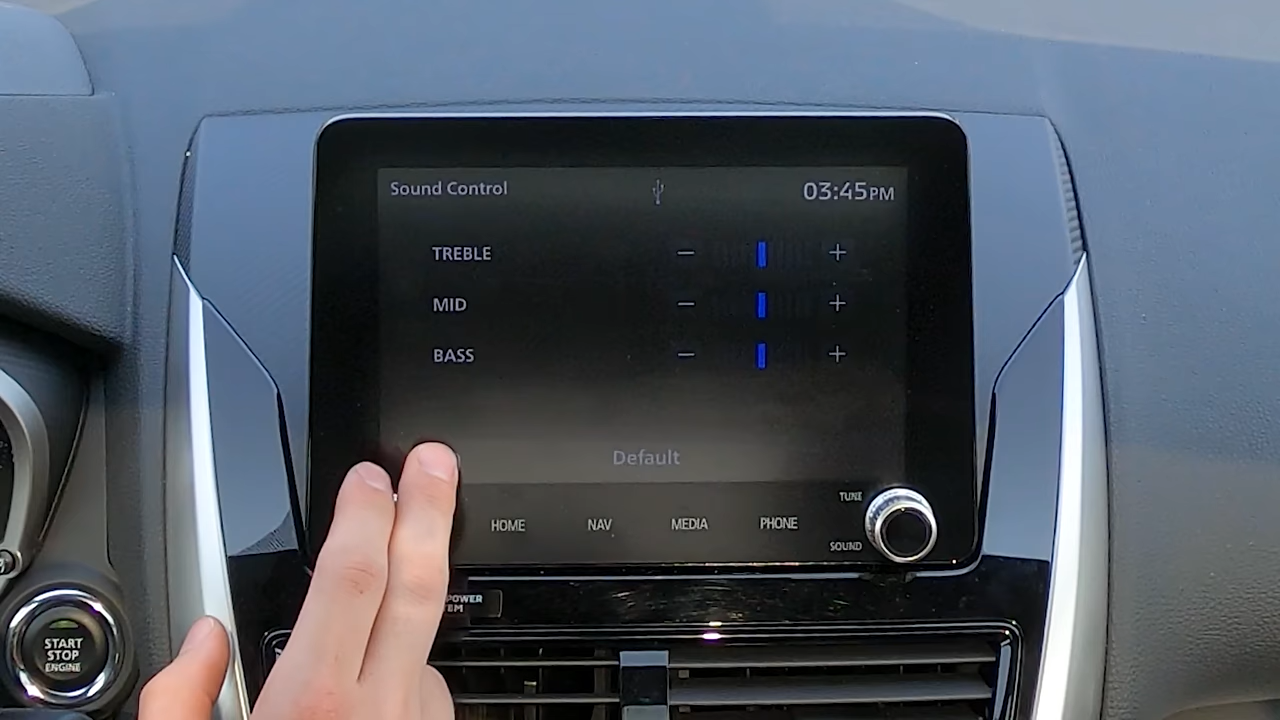 Sound Control
03:45PM
TREBLE
MID
BASS
Default
TUNE
HOME
NAV
MEDIA
PHONE
SOUND
POWER
START
STOP
ENGINE